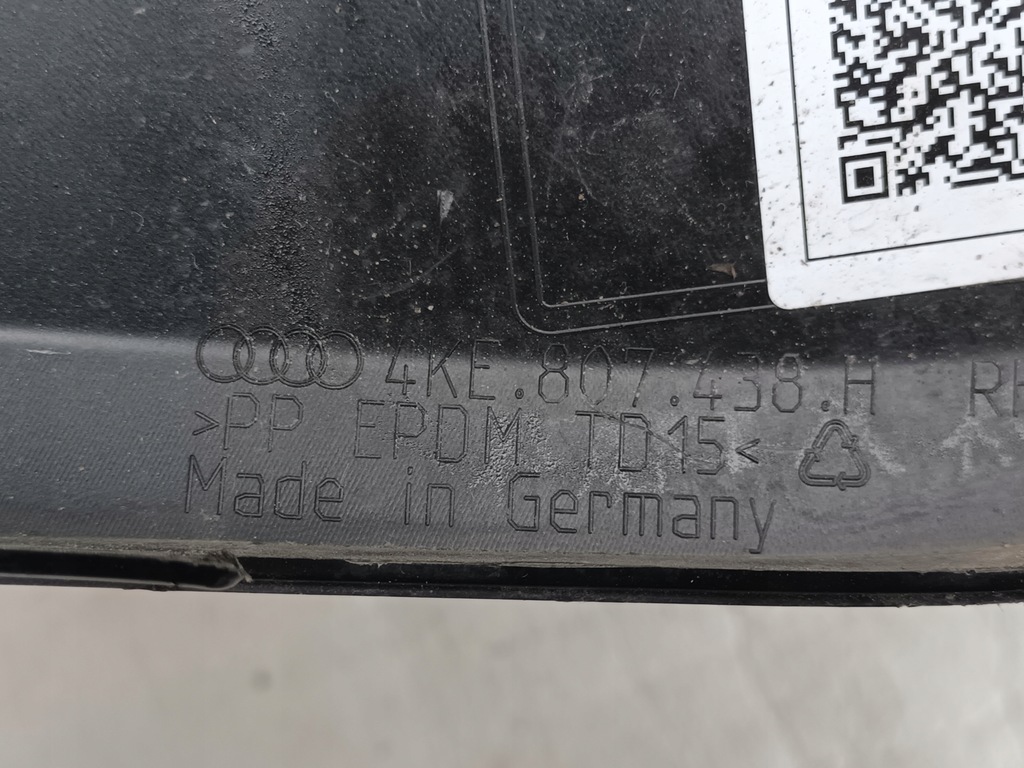 4KE.807.438.H
>PP EPDM TD15<
Made in Germany